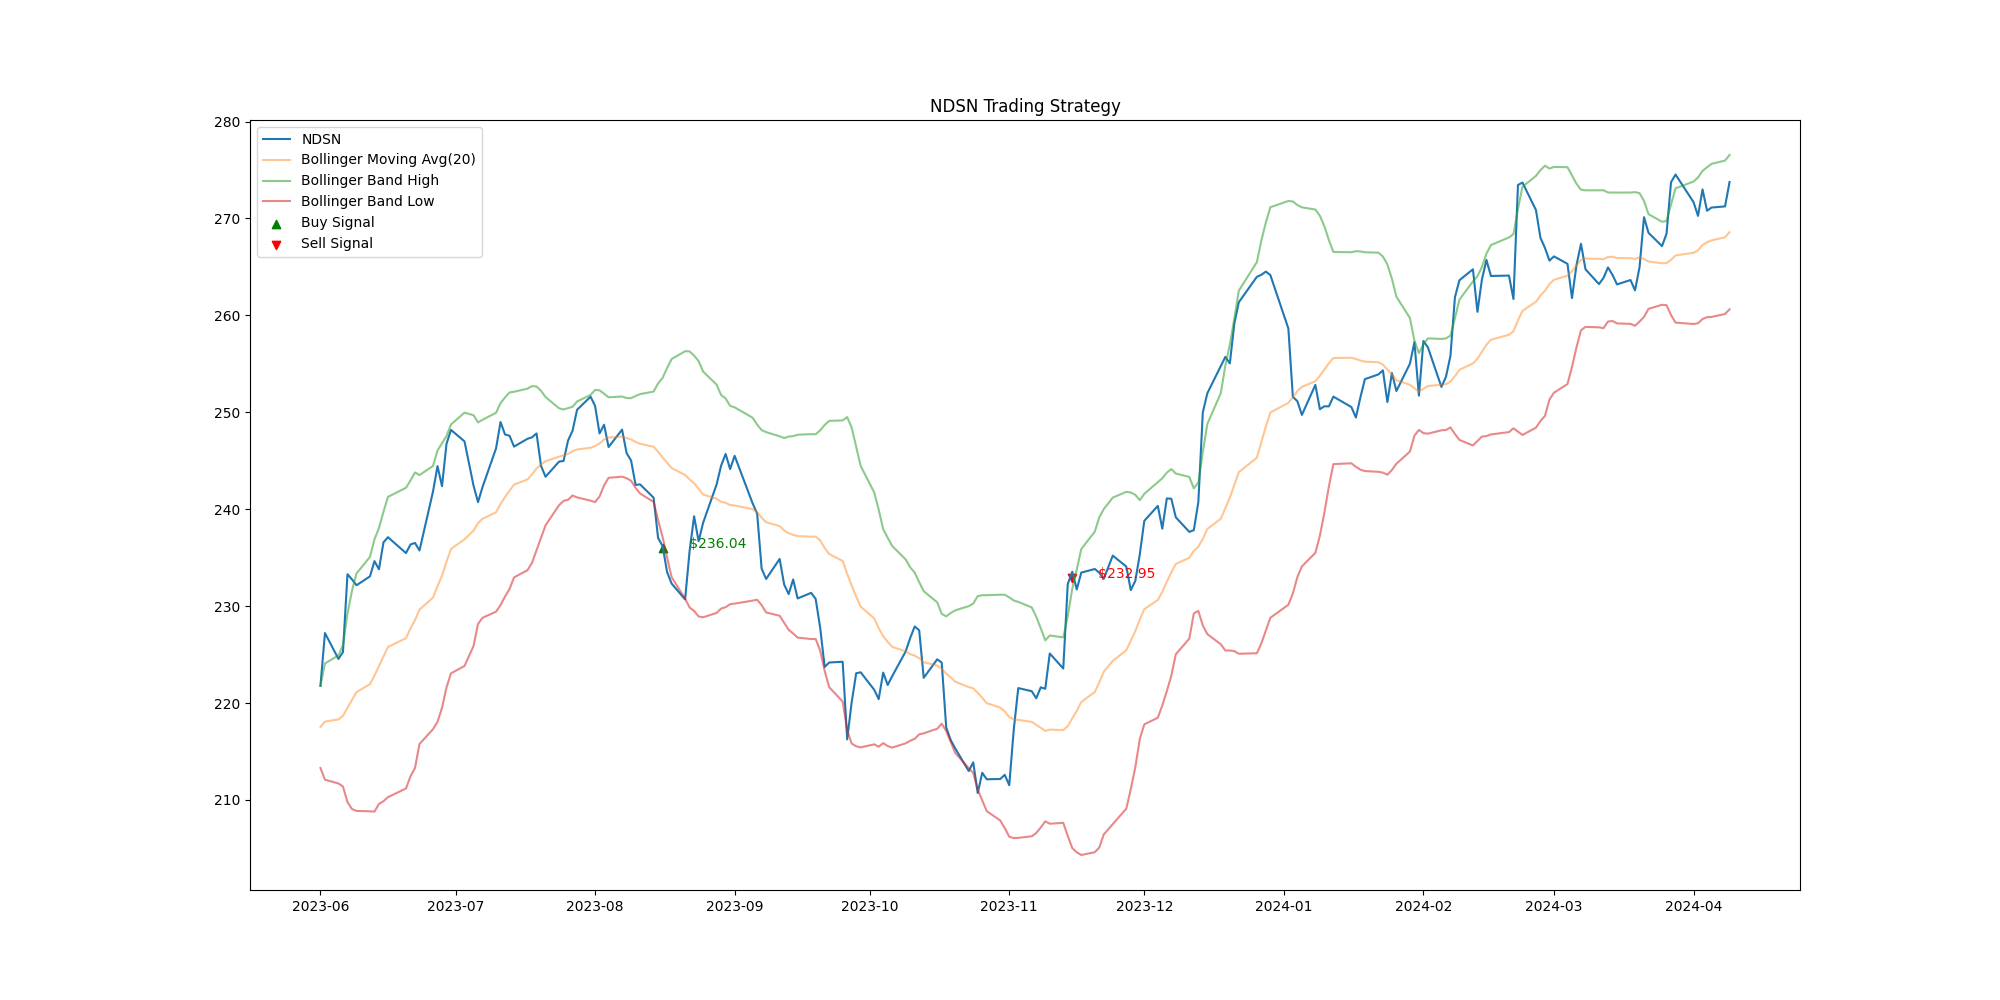 NDSN Trading Strategy
280
270
260
250
240
230
220
210
NDSN
Bollinger Moving Avg(20)
Bollinger Band High
Bollinger Band Low
Buy Signal
Sell Signal
$236.04
$232.95
2023-06 2023-07 2023-08 2023-09 2023-10 2023-11 2023-12 2024-01 2024-02 2024-03 2024-04